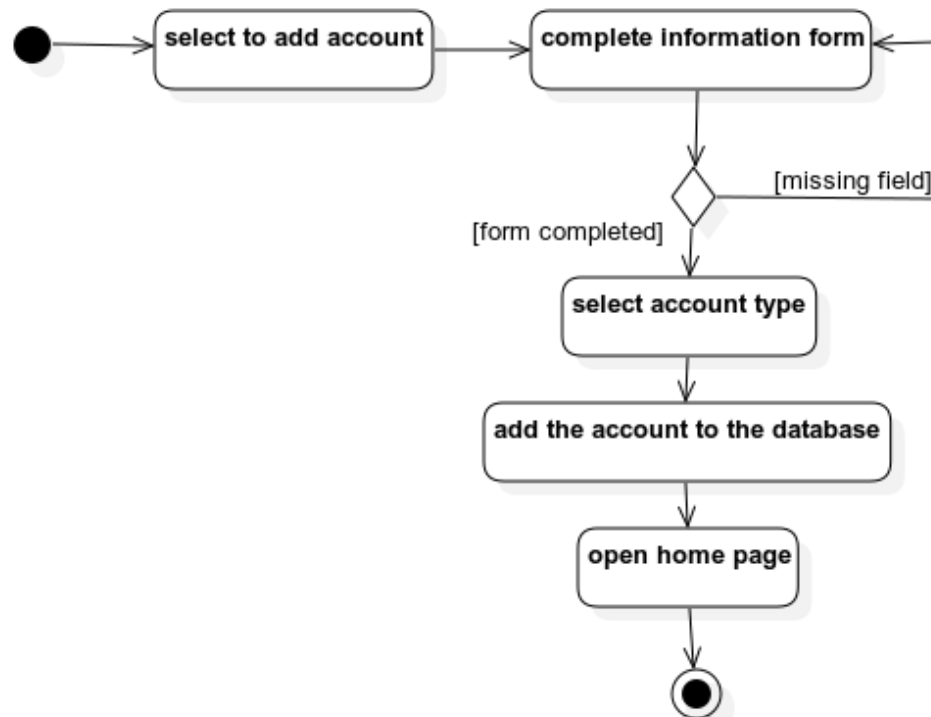 select to add account
complete information form
[missing field]
[form completed]
select account type
add the account to the database
open home page